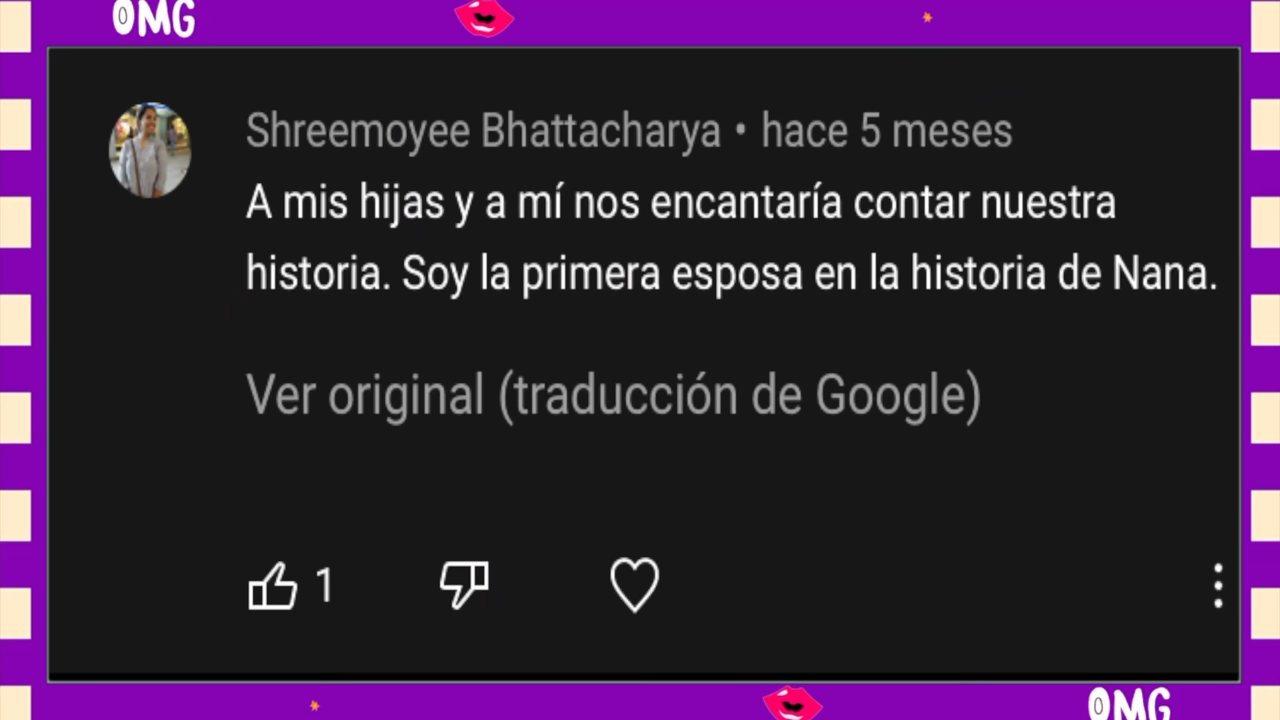 OMG
Shreemoyee Bhattacharya • hace 5 meses
A mis hijas y a mí nos encantaría contar nuestra
historia. Soy la primera esposa en la historia de Nana.
Ver original (traducción de Google)
1
OMG